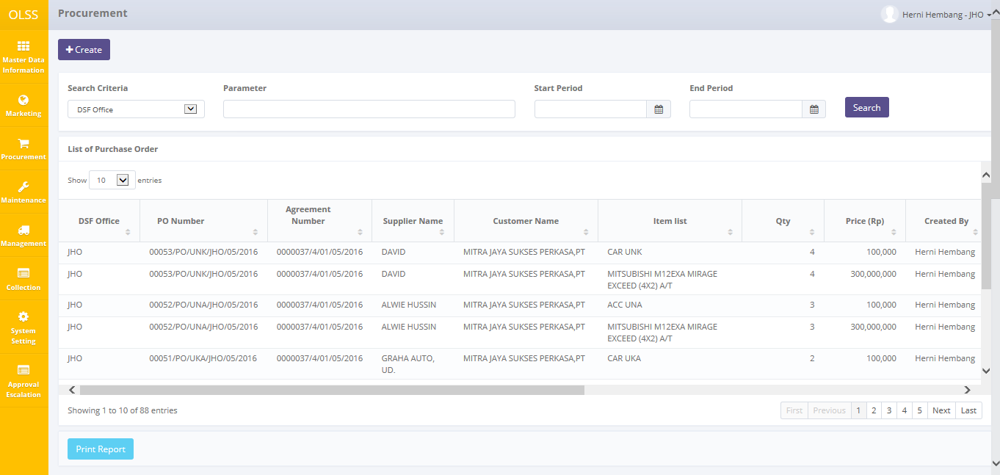 OLSS
Procurement
Herni Hembang - JHO
Master Data
Information
Marketing
Procurement
Maintenance
Management
Collection
System
Setting
Approval
Escalation
Create
Search Criteria Parameter Start Period End Period
DSF Office
Search
List of Purchase Order
Show 10 entries
DSF Office PO Number Agreement Number Supplier Name Customer Name Item list Qty Price (Rp) Created By
JHO 00053/PO/UNK/JHO/05/2016 0000037/4/01/05/2016 DAVID MITRA JAYA SUKSES PERKASA,PT CAR UNK 4 100,000 Herni Hembang
JHO 00053/PO/UNK/JHO/05/2016 0000037/4/01/05/2016 DAVID MITRA JAYA SUKSES PERKASA,PT MITSUBISHI M12EXA MIRAGE 4 300,000,000 Herni Hembang
EXCEED (4X2) A/T
JHO 00052/PO/UNA/JHO/05/2016 0000037/4/01/05/2016 ALWIE HUSSIN MITRA JAYA SUKSES PERKASA,PT ACC UNA 3 100,000 Herni Hembang
JHO 00052/PO/UNA/JHO/05/2016 0000037/4/01/05/2016 ALWIE HUSSIN MITRA JAYA SUKSES PERKASA,PT MITSUBISHI M12EXA MIRAGE 3 300,000,000 Herni Hembang
EXCEED (4X2) A/T
JHO 00051/PO/UKA/JHO/05/2016 0000037/4/01/05/2016 GRAHA AUTO, MITRA JAYA SUKSES PERKASA,PT CAR UKA 2 100,000 Herni Hembang
UD.
Showing 1 to 10 of 88 entries
First Previous 1 2 3 4 5 Next Last
Print Report